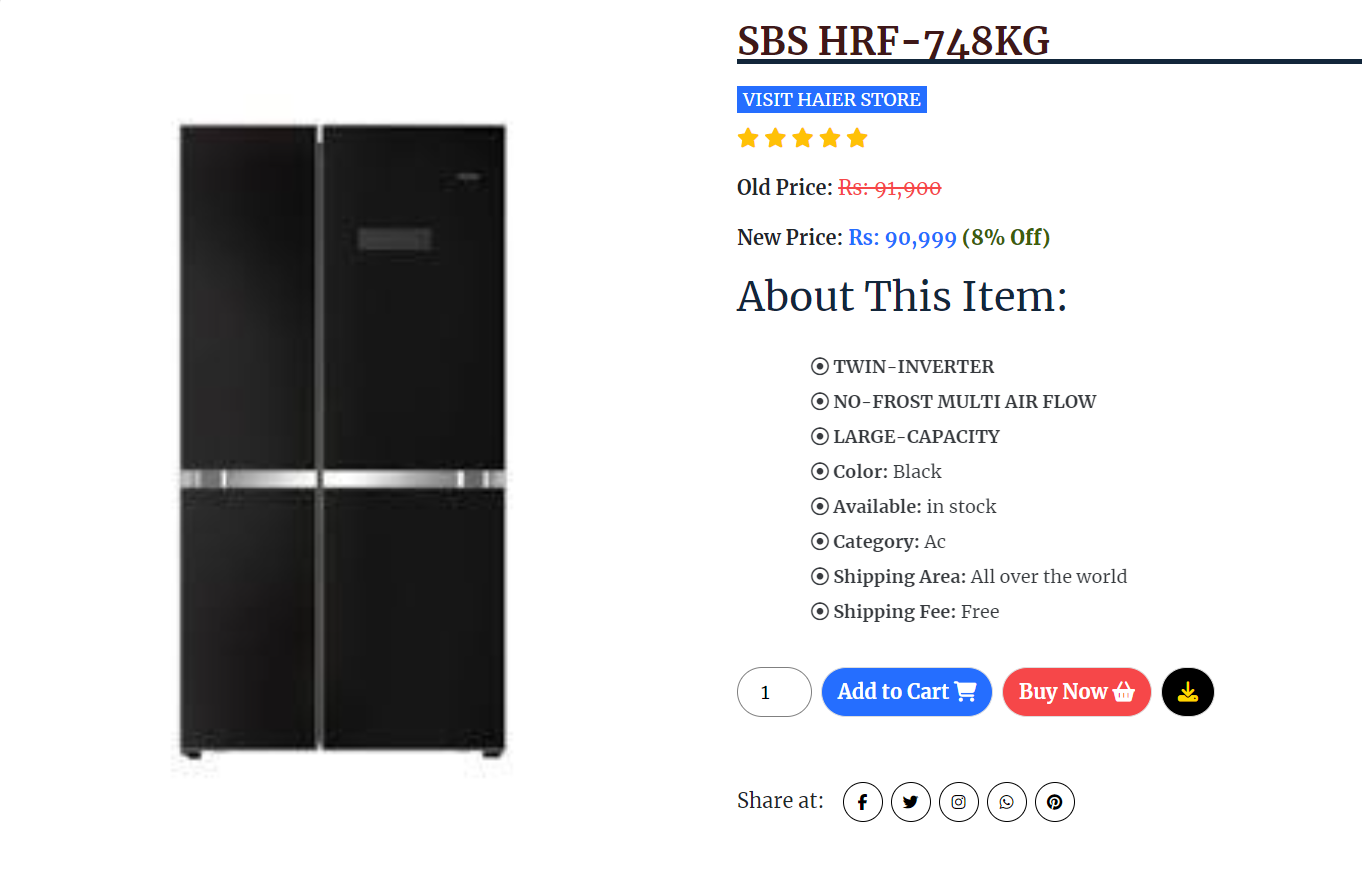 SBS HRF-748KG
VISIT HAIER STORE
Old Price: Rs: 91,900
New Price: Rs: 90,999 (8% Off)
About This Item:
TWIN-INVERTER
NO-FROST MULTI AIR FLOW
LARGE-CAPACITY
Color: Black
Available: in stock
Category: Ac
Shipping Area: All over the world
Shipping Fee: Free
1 Add to Cart Buy Now
Share at: